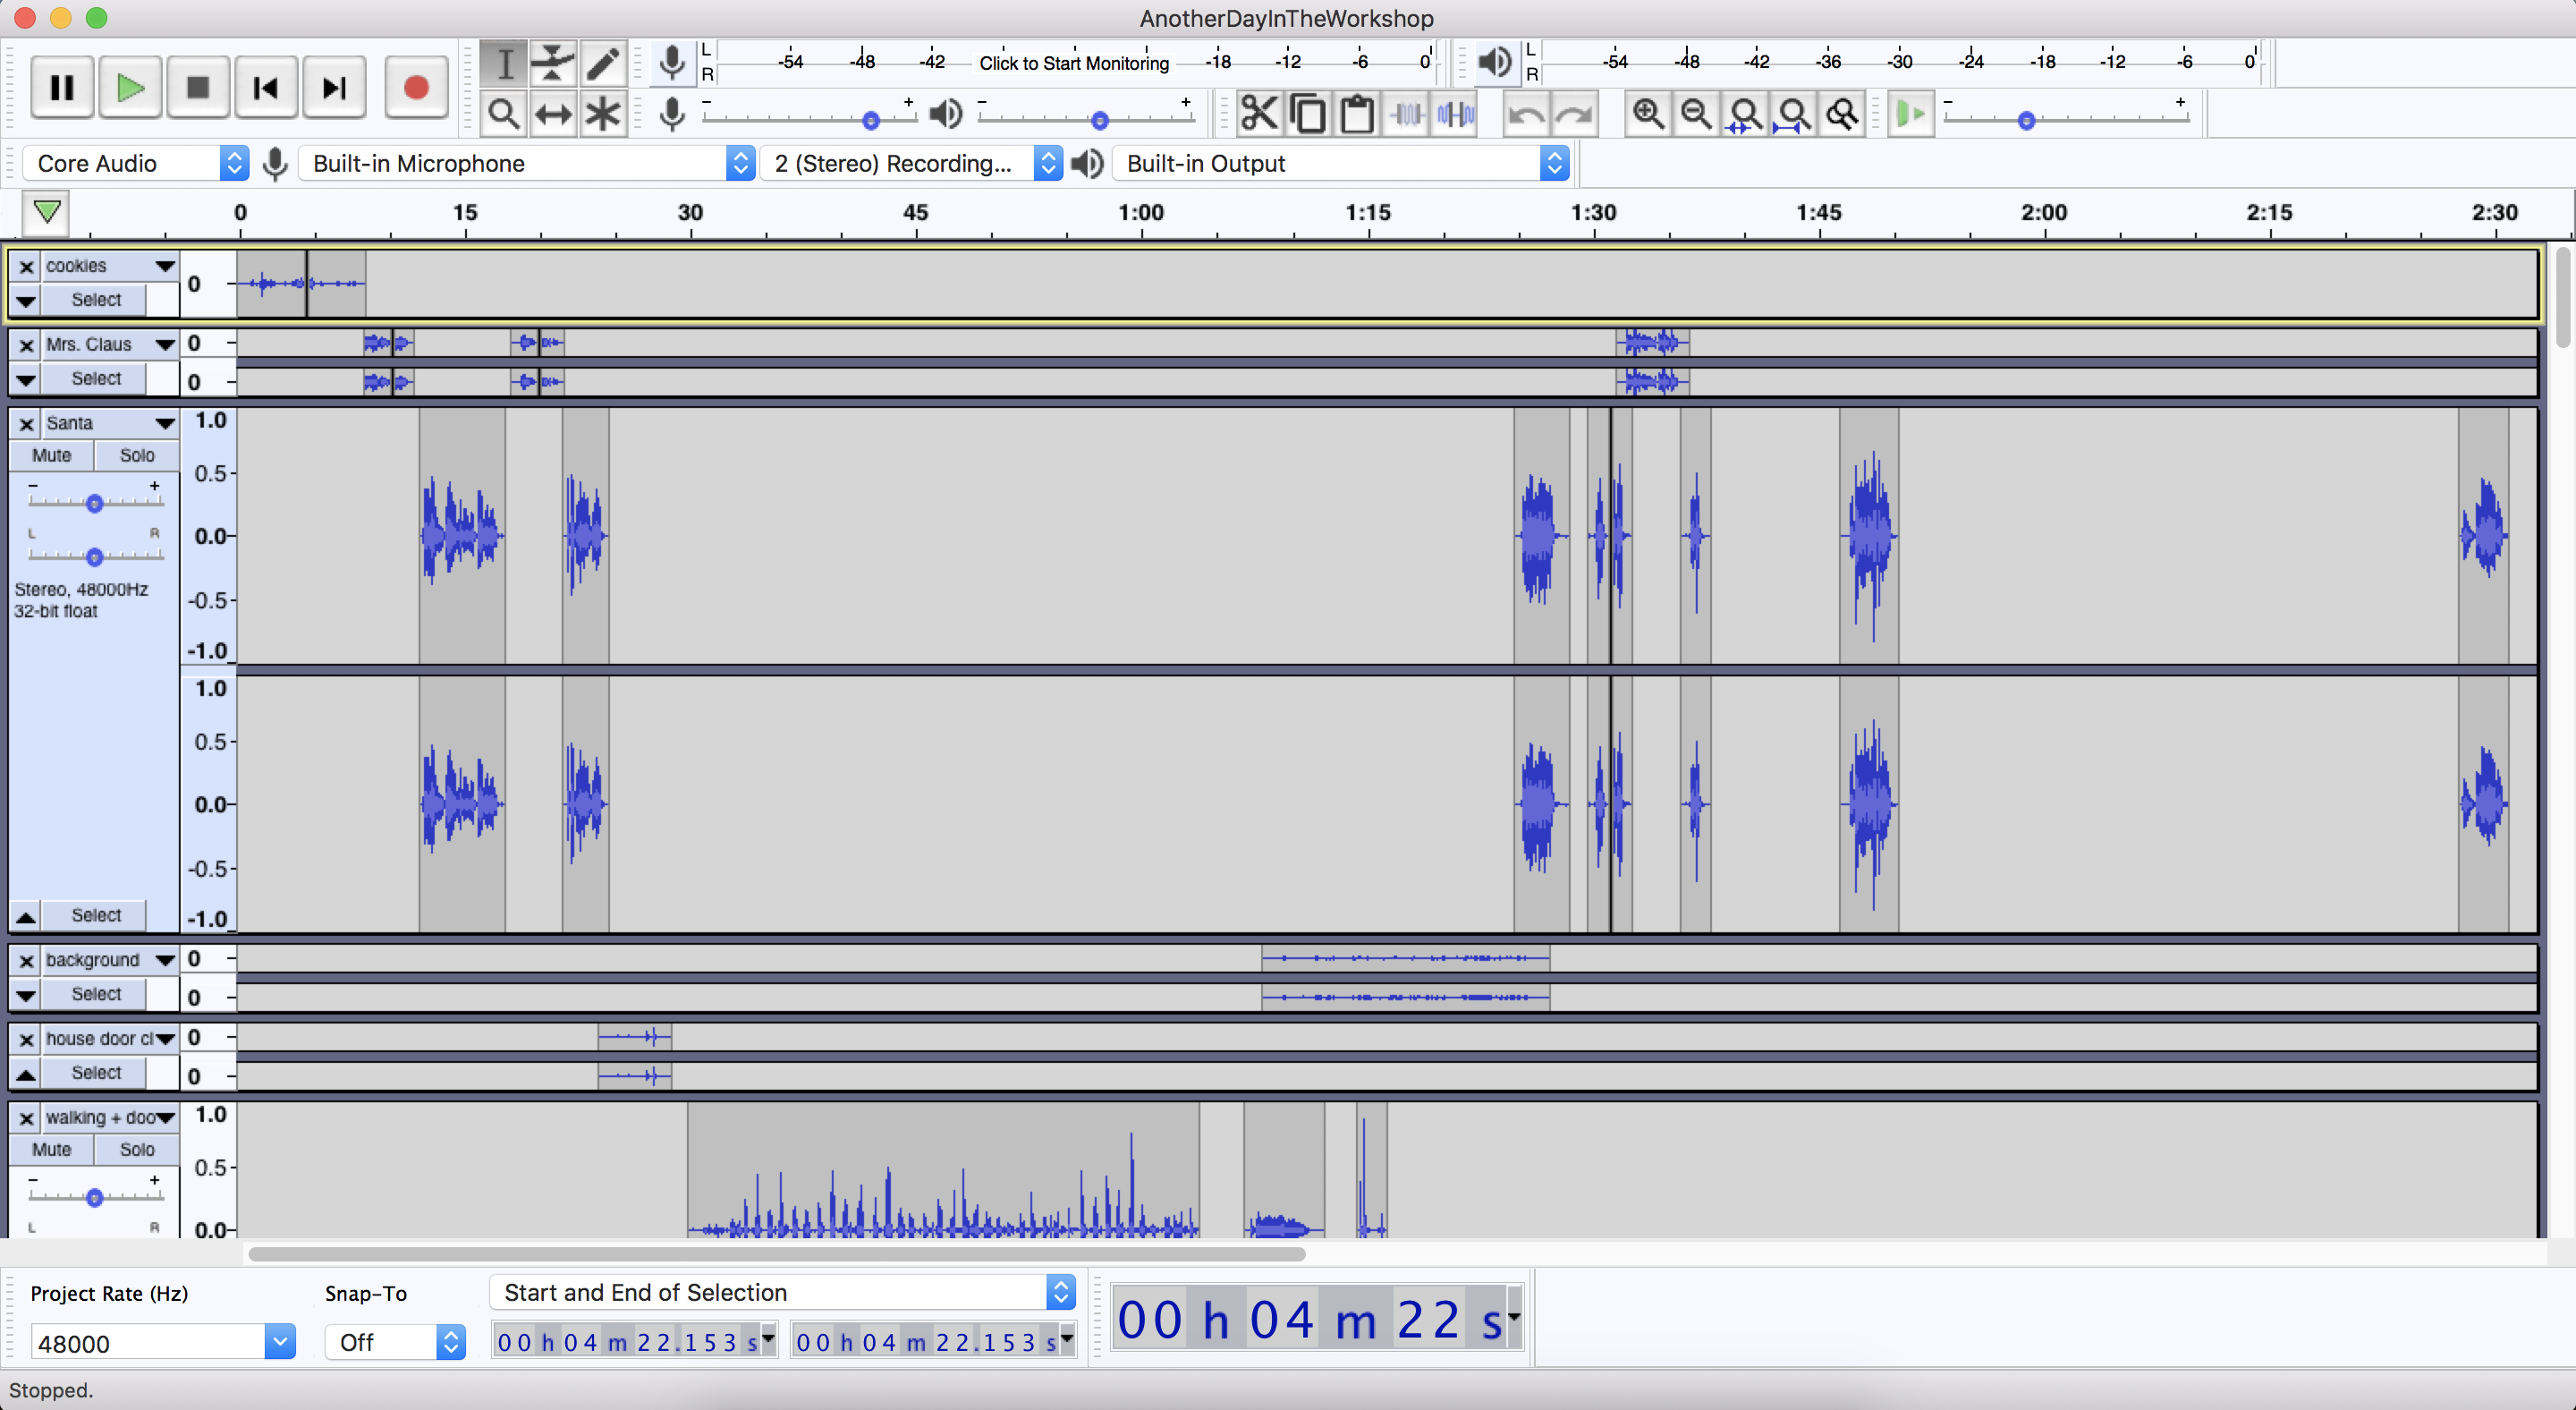 AnotherDayInTheWorkshop
L
R
-54 -48 -42 Click to Start Monitoring -18 -12 -6 0
L
R
-54 -48 -42 -36 -30 -24 -18 -12 -6 0
- + - + - +
Core Audio Built-in Microphone 2 (Stereo) Recording... Built-in Output
0 15 30 45 1:00 1:15 1:30 1:45 2:00 2:15 2:30
cookies
Select
0
Mrs. Claus 0
Select 0
Santa
Mute Solo
- +
L R
Stereo, 48000Hz
32-bit float
1.0
0.5
0.0
-0.5
-1.0
1.0
0.5
0.0
-0.5
-1.0
Select
background 0
Select 0
house door cl 0
Select 0
walking + doo
Mute Solo
- +
L R
1.0
0.5
0.0
Project Rate (Hz) Snap-To Start and End of Selection
48000 Off 00 h 04 m 22.153 s 00 h 04 m 22.153 s
00 h 04 m 22 s
Stopped.